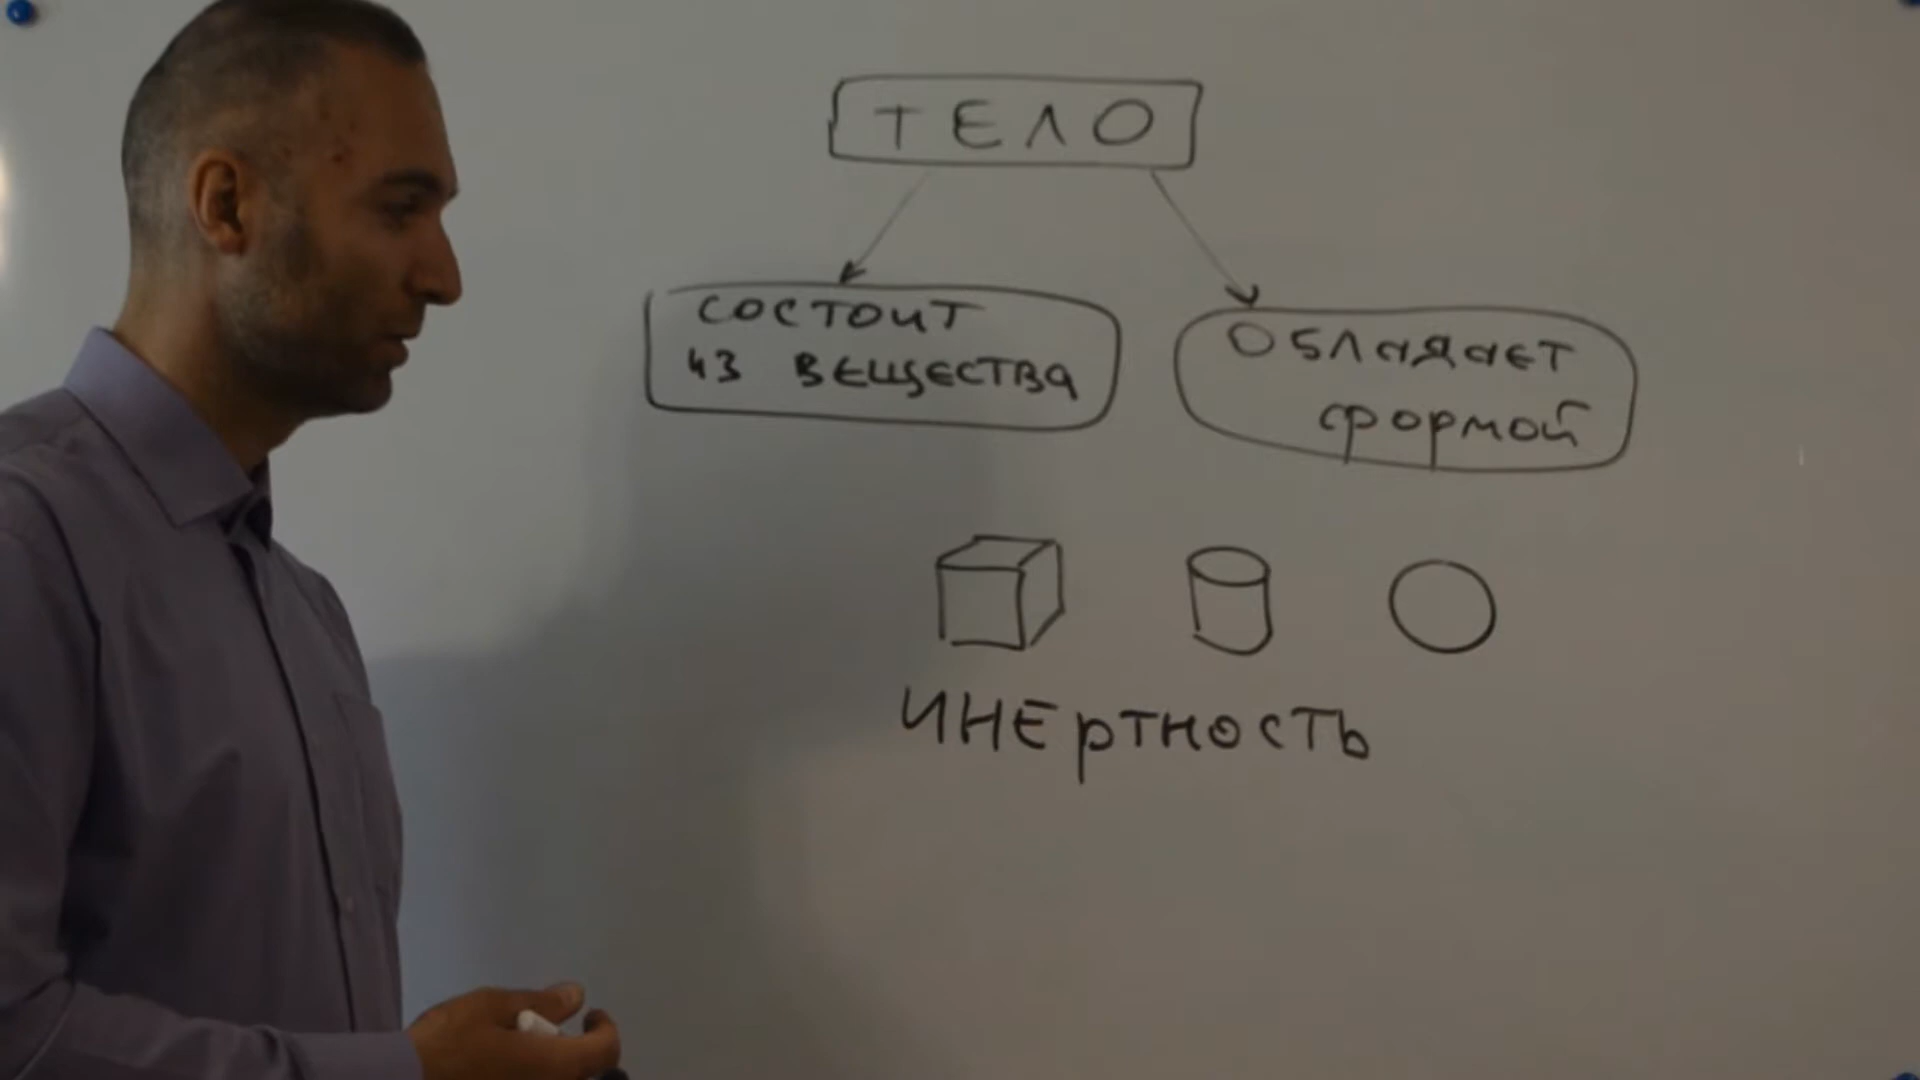 ТЕЛО
состоит
из вещества
Обладает
формой
ИНЕРТНОСТЬ